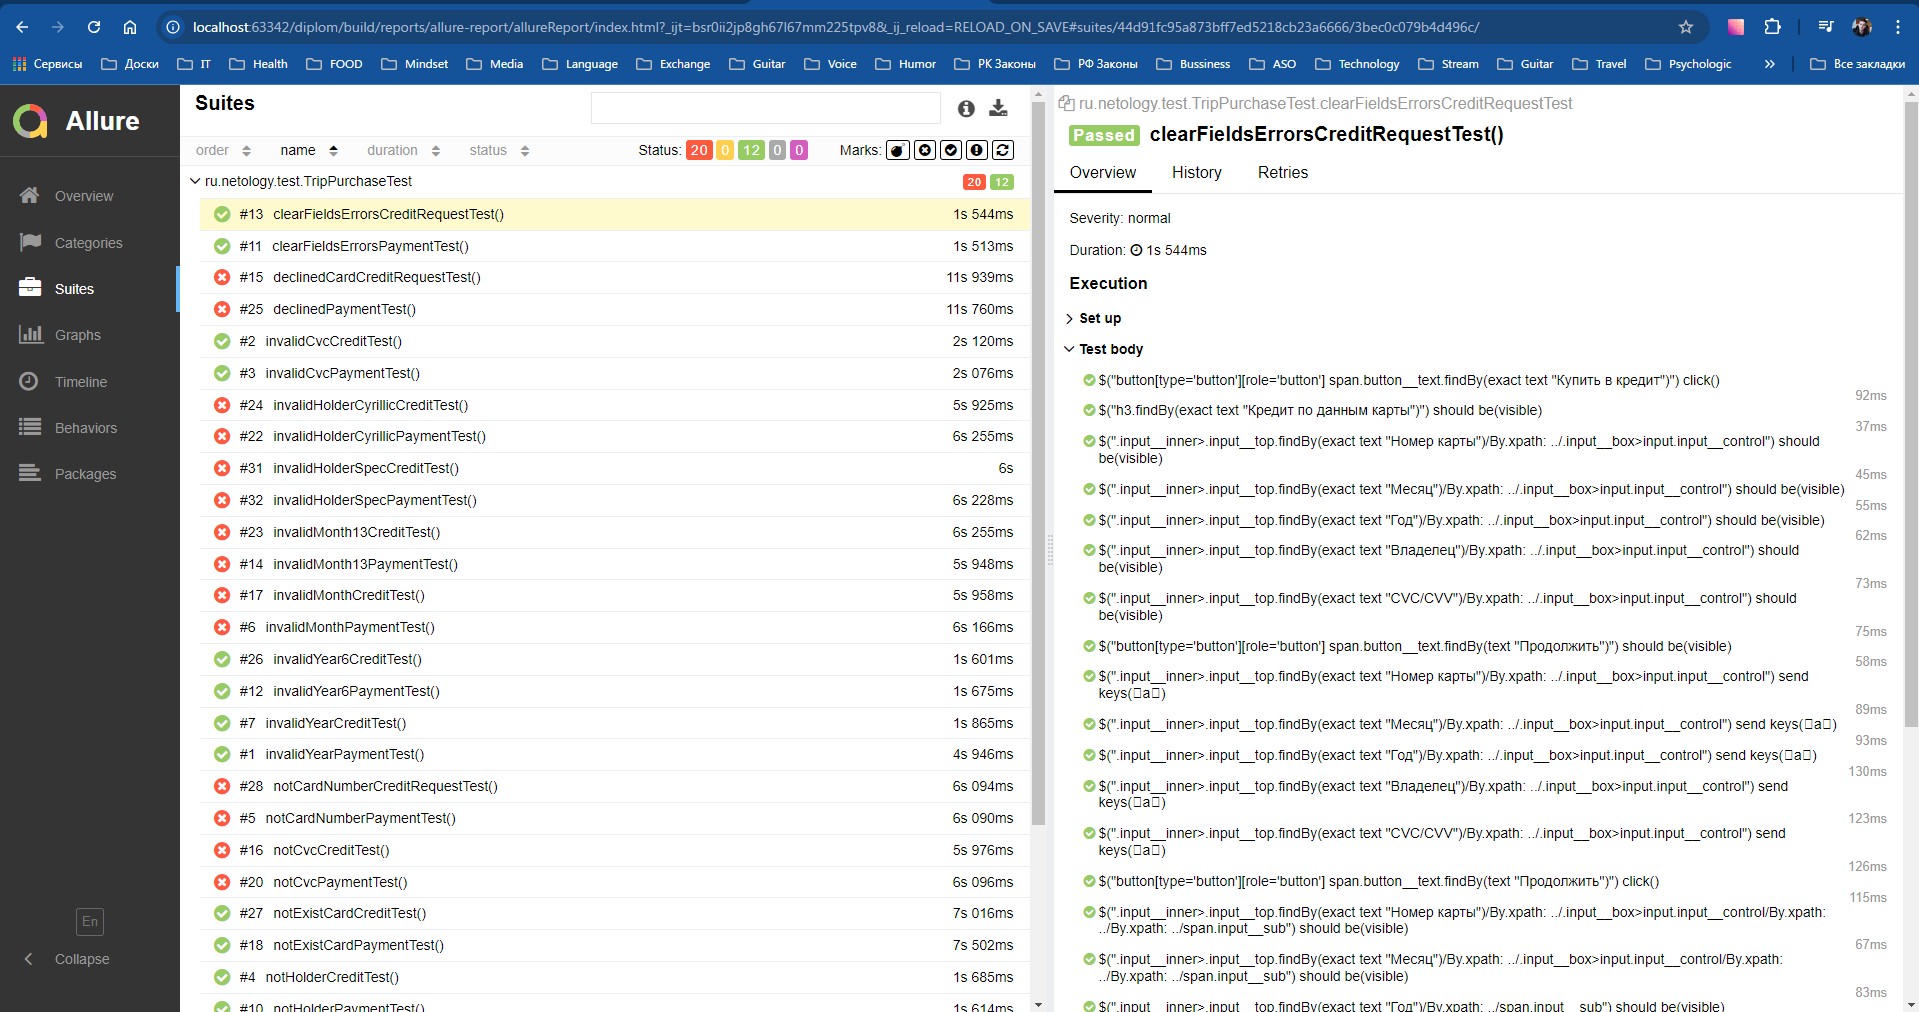 localhost:63342/diplom/build/reports/allure-report/allureReport/index.html?_ijt=bsr0ii2jp8gh67l67mm225tpv8&_ij_reload=RELOAD_ON_SAVE#suites/44d91fc95a873bff7ed5218cb23a6666/3bec0c079b4d496c/
Сервисы Доски IT Health FOOD Mindset Media Language Exchange Guitar Voice Humor РК Законы РФ Законы Bussiness ASO Technology Stream Guitar Travel Psychologic » Все закладки
Allure
Overview
Categories
Suites
Graphs
Timeline
Behaviors
Packages
En
Collapse
Suites
order name duration status Status: 20 0 12 0 0 Marks:
ru.netology.test.TripPurchaseTest 20 12
#13 clearFieldsErrorsCreditRequestTest() 1s 544ms
#11 clearFieldsErrorsPaymentTest() 1s 513ms
#15 declinedCardCreditRequestTest() 11s 939ms
#25 declinedPaymentTest() 11s 760ms
#2 invalidCvcCreditTest() 2s 120ms
#3 invalidCvcPaymentTest() 2s 076ms
#24 invalidHolderCyrillicCreditTest() 5s 925ms
#22 invalidHolderCyrillicPaymentTest() 6s 255ms
#31 invalidHolderSpecCreditTest() 6s
#32 invalidHolderSpecPaymentTest() 6s 228ms
#23 invalidMonth13CreditTest() 6s 255ms
#14 invalidMonth13PaymentTest() 5s 948ms
#17 invalidMonthCreditTest() 5s 958ms
#6 invalidMonthPaymentTest() 6s 166ms
#26 invalidYear6CreditTest() 1s 601ms
#12 invalidYear6PaymentTest() 1s 675ms
#7 invalidYearCreditTest() 1s 865ms
#1 invalidYearPaymentTest() 4s 946ms
#28 notCardNumberCreditRequestTest() 6s 094ms
#5 notCardNumberPaymentTest() 6s 090ms
#16 notCvcCreditTest() 5s 976ms
#20 notCvcPaymentTest() 6s 096ms
#27 notExistCardCreditTest() 7s 016ms
#18 notExistCardPaymentTest() 7s 502ms
#4 notHolderCreditTest() 1s 685ms
#10 notHolderPaymentTest() 1s 614ms
ru.netology.test.TripPurchaseTest.clearFieldsErrorsCreditRequestTest
Passed clearFieldsErrorsCreditRequestTest()
Overview History Retries
Severity: normal
Duration: 1s 544ms
Execution
Set up
Test body
$("button[type='button'][role='button'] span.button__text.findBy(exact text "Купить в кредит")") click()
92ms
$("h3.findBy(exact text "Кредит по данным карты")") should be(visible)
37ms
$(".input__inner>.input__top.findBy(exact text "Номер карты")/By.xpath: ../.input__box>input.input__control") should
be(visible)
45ms
$(".input__inner>.input__top.findBy(exact text "Месяц")/By.xpath: ../.input__box>input.input__control") should be(visible)
55ms
$(".input__inner>.input__top.findBy(exact text "Год")/By.xpath: ../.input__box>input.input__control") should be(visible)
62ms
$(".input__inner>.input__top.findBy(exact text "Владелец")/By.xpath: ../.input__box>input.input__control") should
be(visible)
73ms
$(".input__inner>.input__top.findBy(exact text "CVC/CVV")/By.xpath: ../.input__box>input.input__control") should
be(visible)
75ms
$("button[type='button'][role='button'] span.button__text.findBy(text "Продолжить")") should be(visible)
58ms
$(".input__inner>.input__top.findBy(exact text "Номер карты")/By.xpath: ../.input__box>input.input__control") send
keys(▯a▯)
89ms
$(".input__inner>.input__top.findBy(exact text "Месяц")/By.xpath: ../.input__box>input.input__control") send keys(▯a▯)
93ms
$(".input__inner>.input__top.findBy(exact text "Год")/By.xpath: ../.input__box>input.input__control") send keys(▯a▯)
130ms
$(".input__inner>.input__top.findBy(exact text "Владелец")/By.xpath: ../.input__box>input.input__control") send
keys(▯a▯)
123ms
$(".input__inner>.input__top.findBy(exact text "CVC/CVV")/By.xpath: ../.input__box>input.input__control") send
keys(▯a▯)
126ms
$("button[type='button'][role='button'] span.button__text.findBy(text "Продолжить")") click()
115ms
$(".input__inner>.input__top.findBy(exact text "Номер карты")/By.xpath: ../.input__box>input.input__control/By.xpath:
../By.xpath: ../span.input__sub") should be(visible)
67ms
$(".input__inner>.input__top.findBy(exact text "Месяц")/By.xpath: ../.input__box>input.input__control/By.xpath:
../By.xpath: ../span.input__sub") should be(visible)
83ms
$(".input__inner>.input__top.findBy(exact text "Год")/By.xpath: ../span.input__sub") should be(visible)